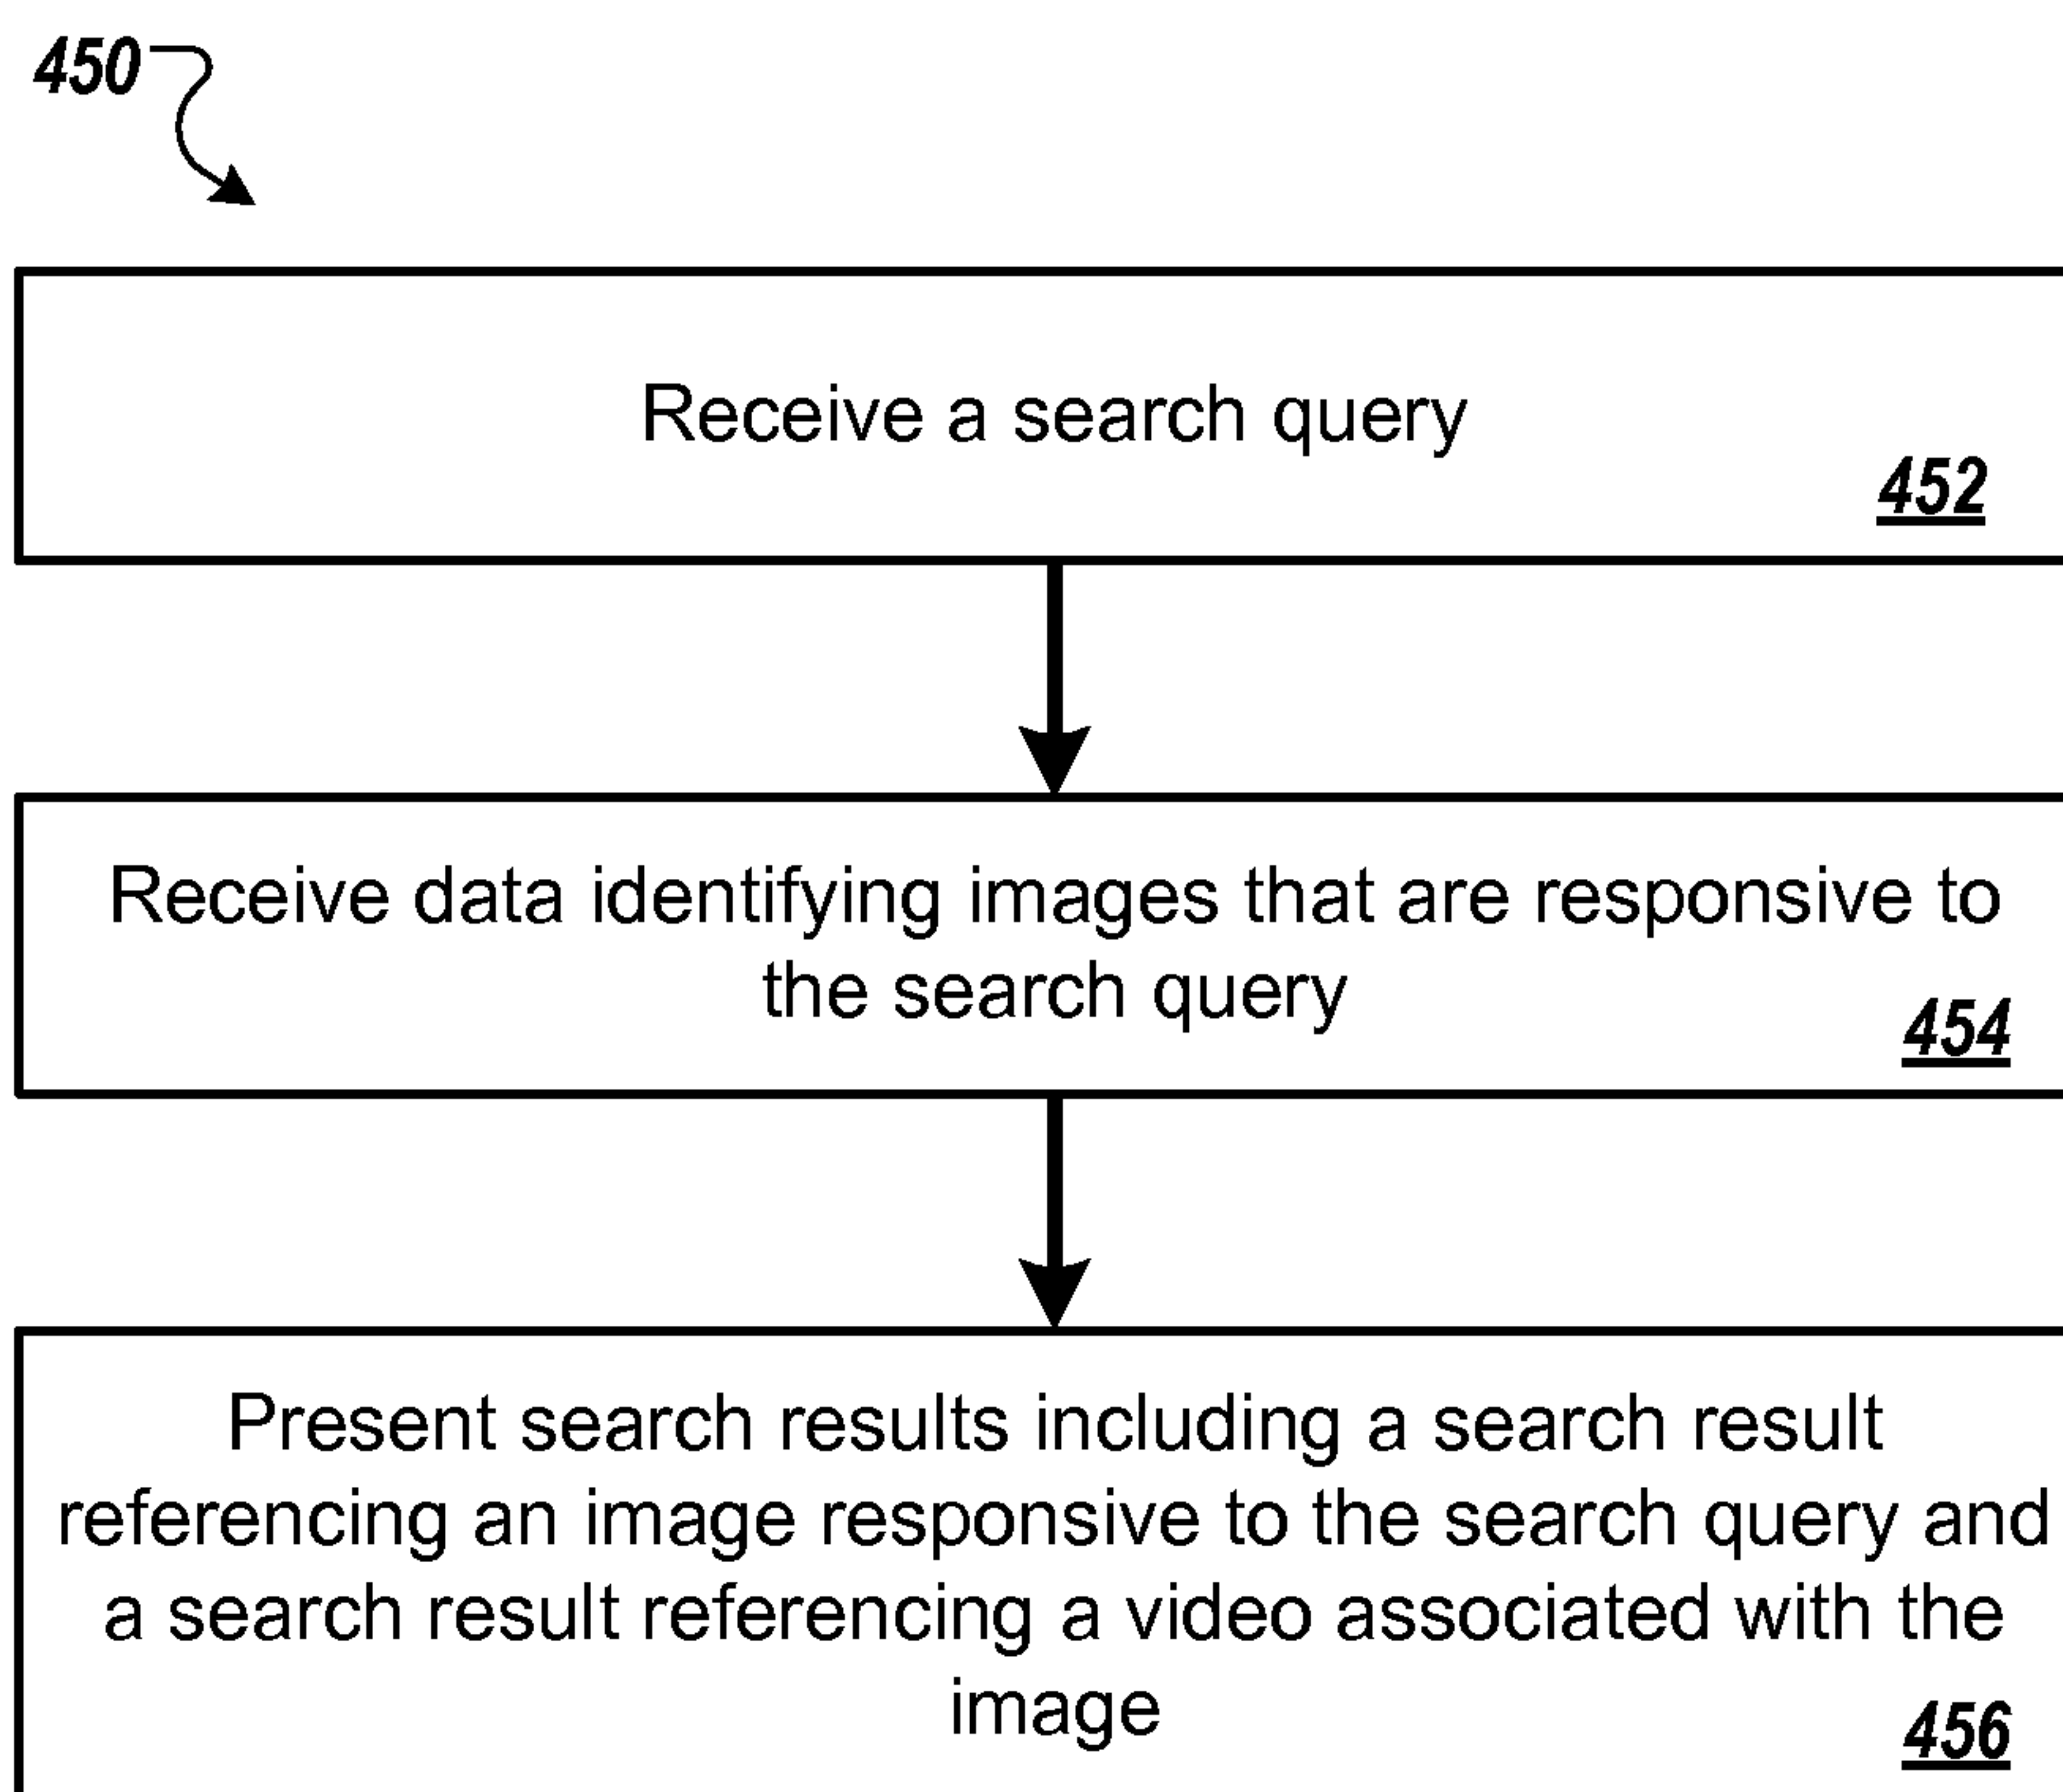 450
Receive a search query
452
Receive data identifying images that are responsive to
the search query
454
Present search results including a search result
referencing an image responsive to the search query and
a search result referencing a video associated with the
image
456